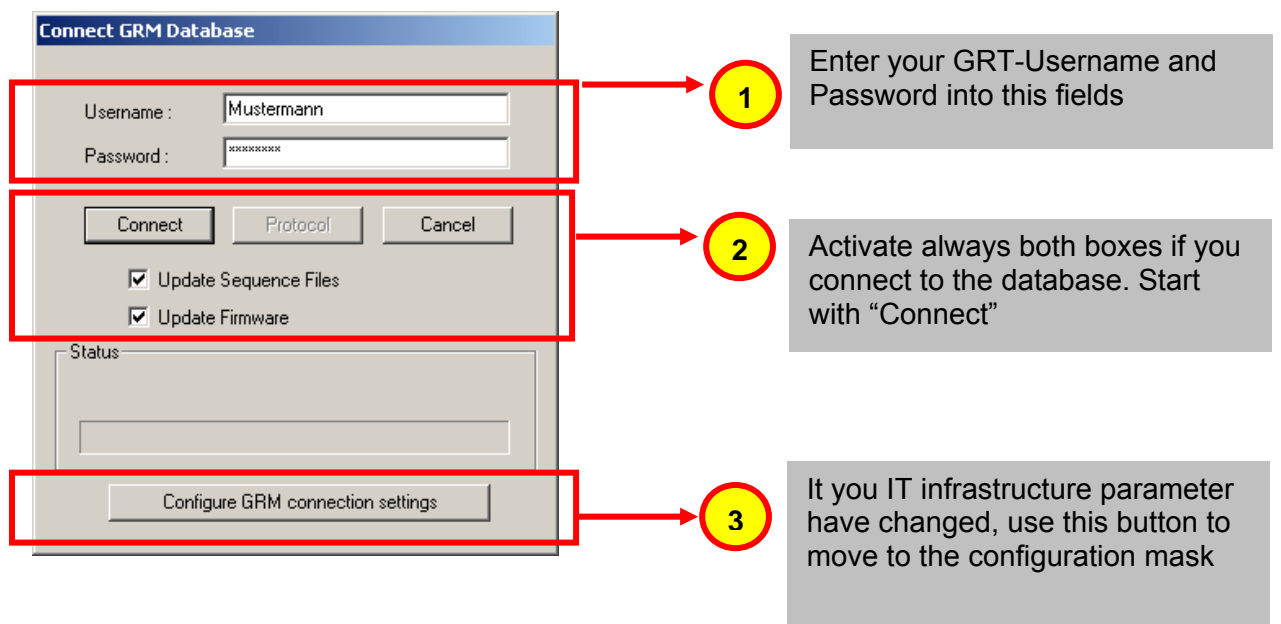 Connect GRM Database
Username :
Mustermann
Password :
********
Connect
Protocol
Cancel
Update Sequence Files
Update Firmware
Status
Configure GRM connection settings
1
Enter your GRT-Username and
Password into this fields
2
Activate always both boxes if you
connect to the database. Start
with “Connect”
3
It you IT infrastructure parameter
have changed, use this button to
move to the configuration mask